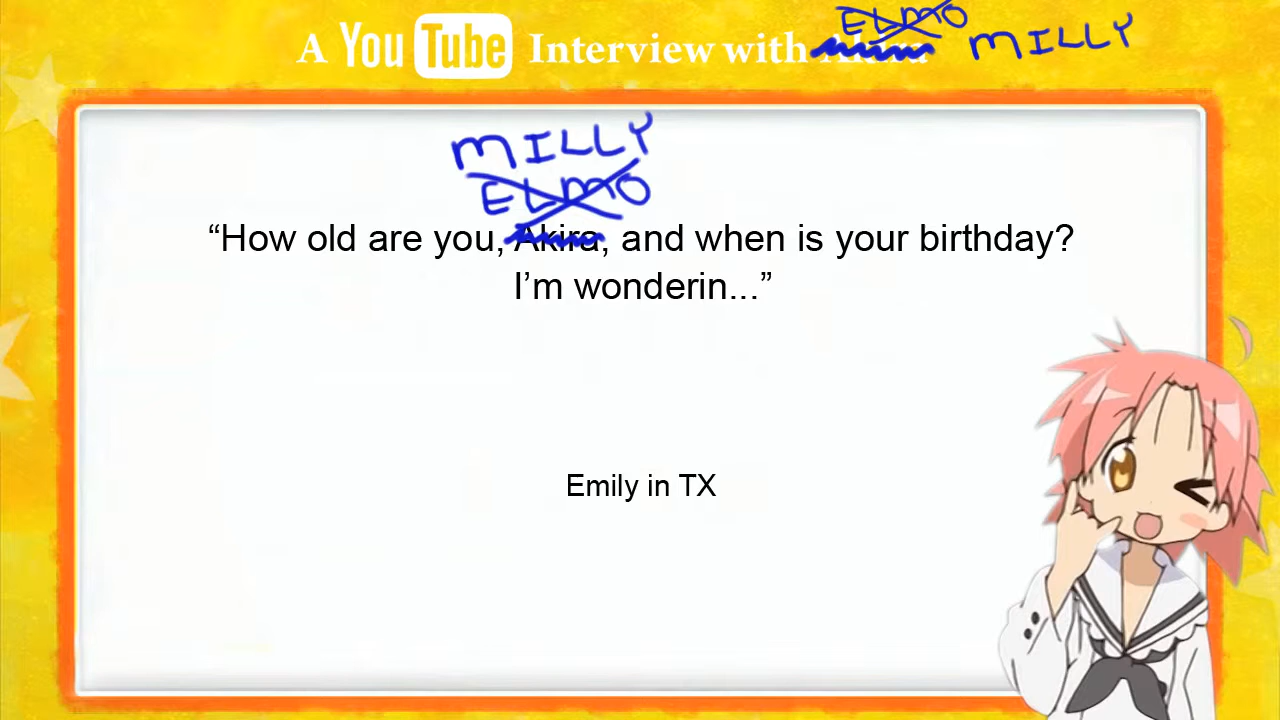 ELMO
A YouTube Interview with Akira MILLY
MILLY
ELMO
“How old are you, Akira, and when is your birthday?
I’m wonderin...”
Emily in TX